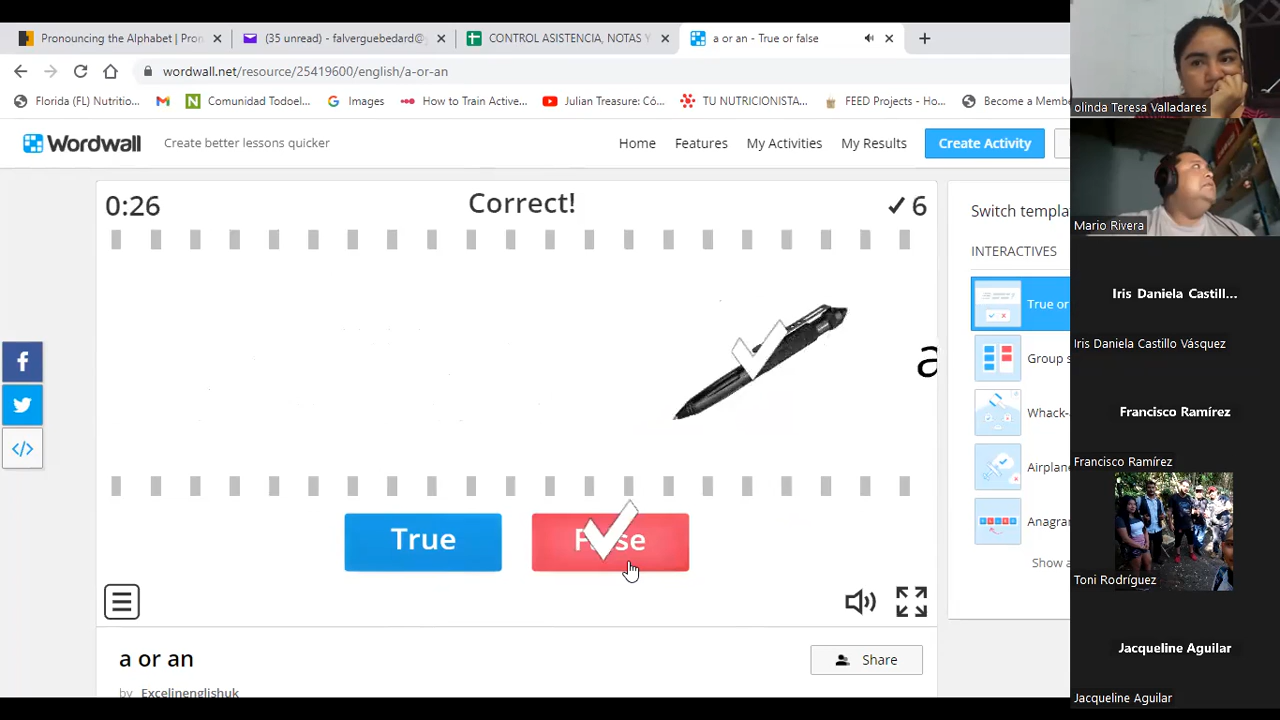 Pronouncing the Alphabet | Pron
(35 unread) - falverguebedard@
CONTROL ASISTENCIA, NOTAS Y
a or an - True or false
wordwall.net/resource/25419600/english/a-or-an
Florida (FL) Nutritio...
Comunidad Todoel...
Images
How to Train Active...
Julian Treasure: Có...
TU NUTRICIONISTA...
FEED Projects - Ho...
Become a Membe
Wordwall
Create better lessons quicker
Home
Features
My Activities
My Results
Create Activity
0:26
Correct!
6
a
True
False
a or an
by Excelinenglishuk
Share
Switch templa
INTERACTIVES
True or
Group s
Whack-
Airplane
Anagra
Show a
olinda Teresa Valladares
Mario Rivera
Iris Daniela Castill...
Iris Daniela Castillo Vásquez
Francisco Ramírez
Francisco Ramírez
Toni Rodríguez
Jacqueline Aguilar
Jacqueline Aguilar